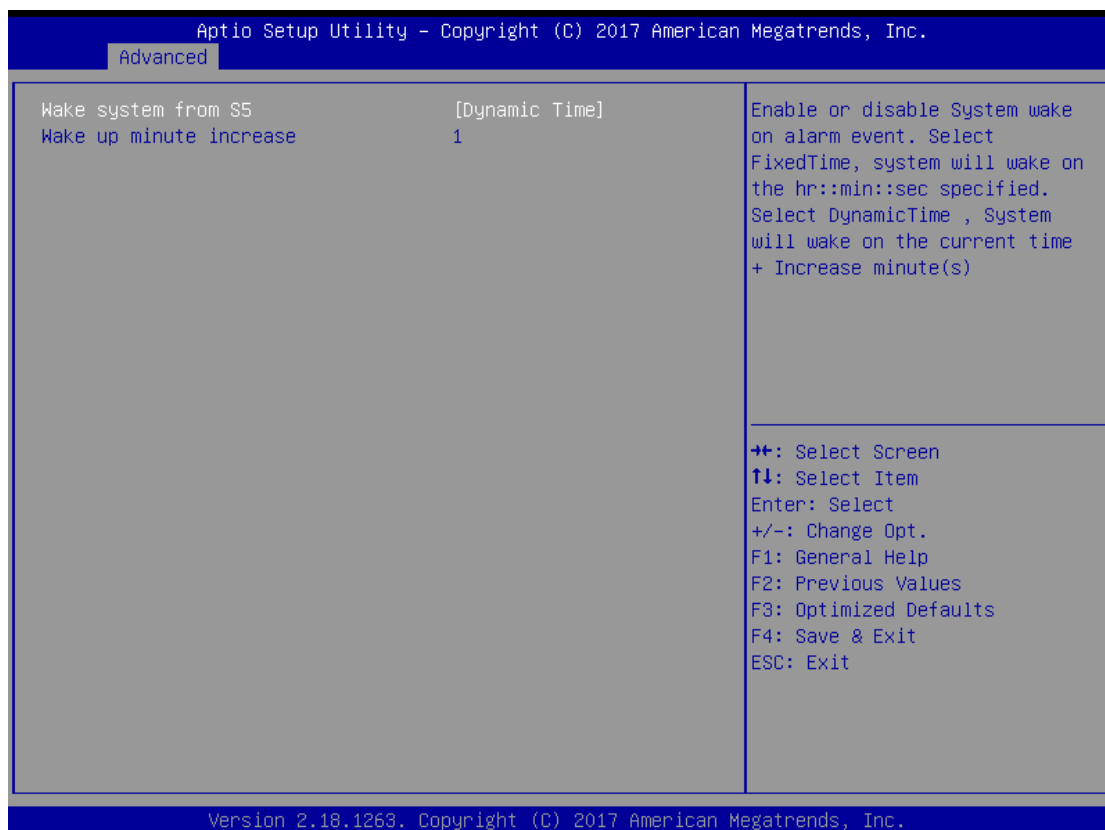 Aptio Setup Utility – Copyright (C) 2017 American Megatrends, Inc.
Advanced
Wake system from S5 [Dynamic Time]
Wake up minute increase 1
Enable or disable System wake
on alarm event. Select
FixedTime, system will wake on
the hr::min::sec specified.
Select DynamicTime , System
will wake on the current time
+ Increase minute(s)
→←: Select Screen
↑↓: Select Item
Enter: Select
+/-: Change Opt.
F1: General Help
F2: Previous Values
F3: Optimized Defaults
F4: Save & Exit
ESC: Exit
Version 2.18.1263. Copyright (C) 2017 American Megatrends, Inc.